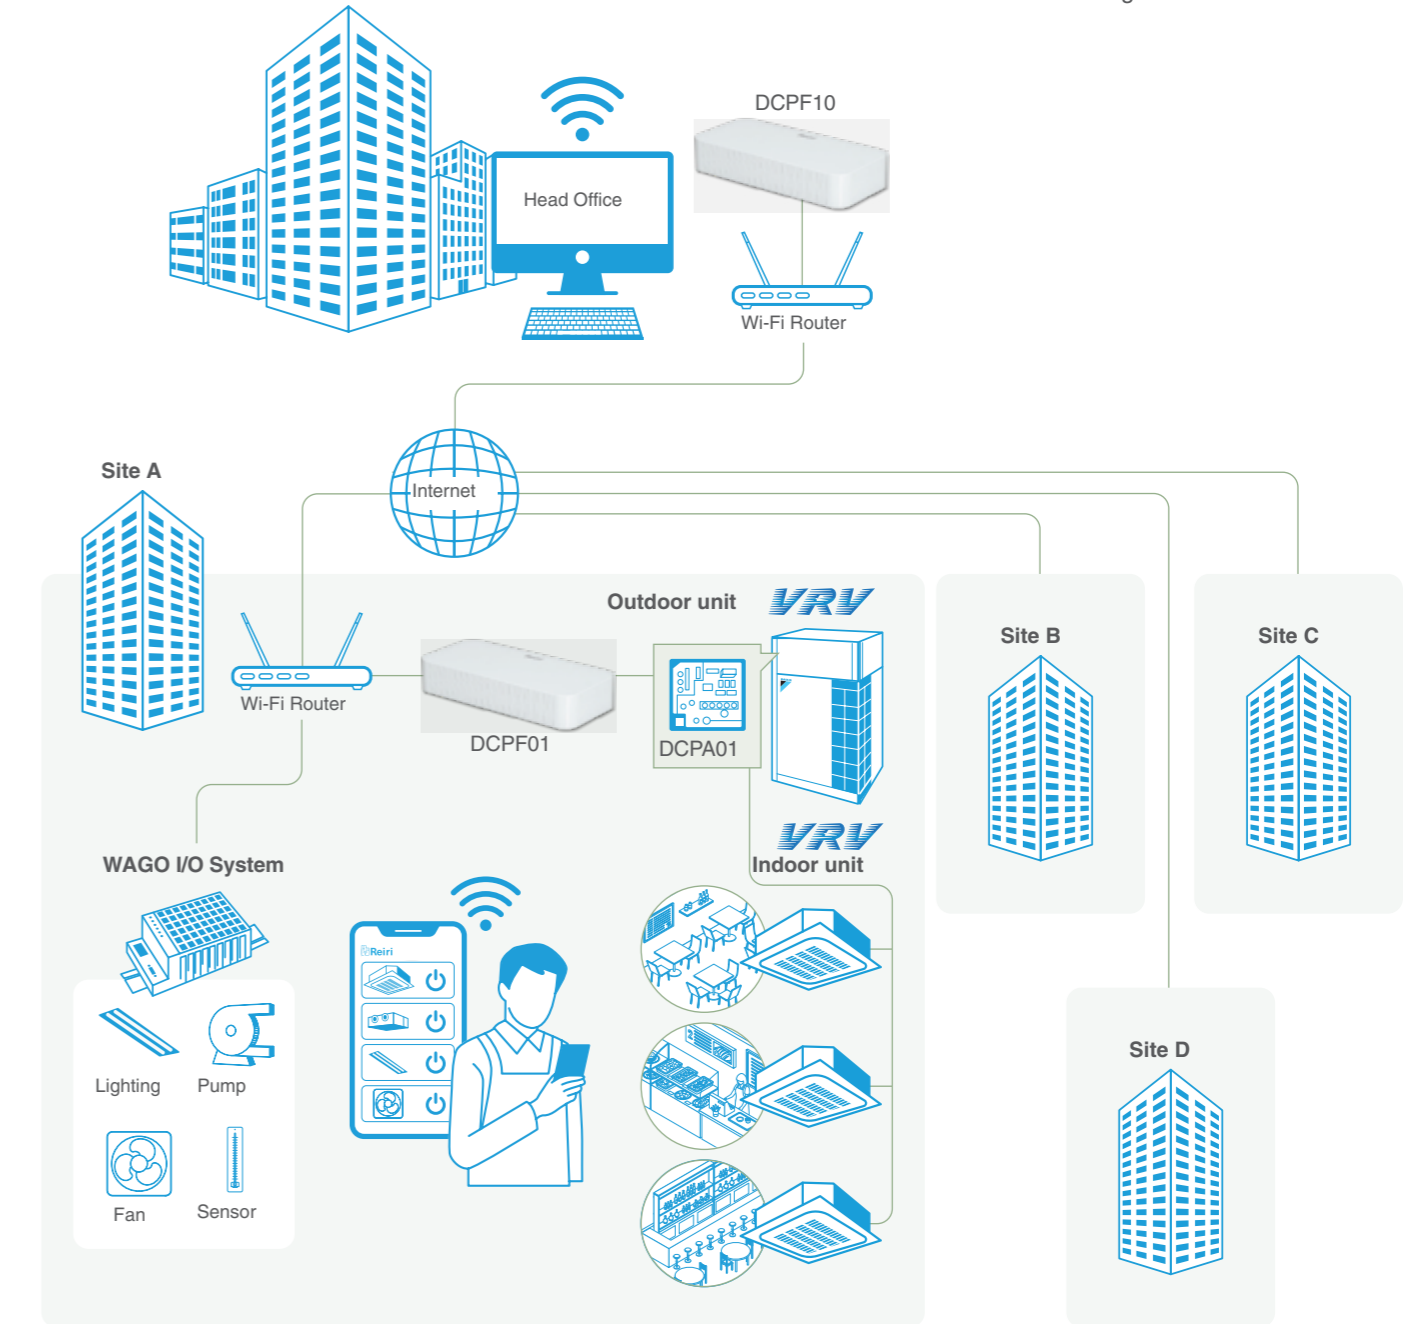 DCPF10
Head Office
Wi-Fi Router
Internet
Site A
Outdoor unit VRV
Site B
Site C
Wi-Fi Router
DCPF01
DCPA01
VRV
Indoor unit
WAGO I/O System
Reiri
Site D
Lighting
Pump
Fan
Sensor